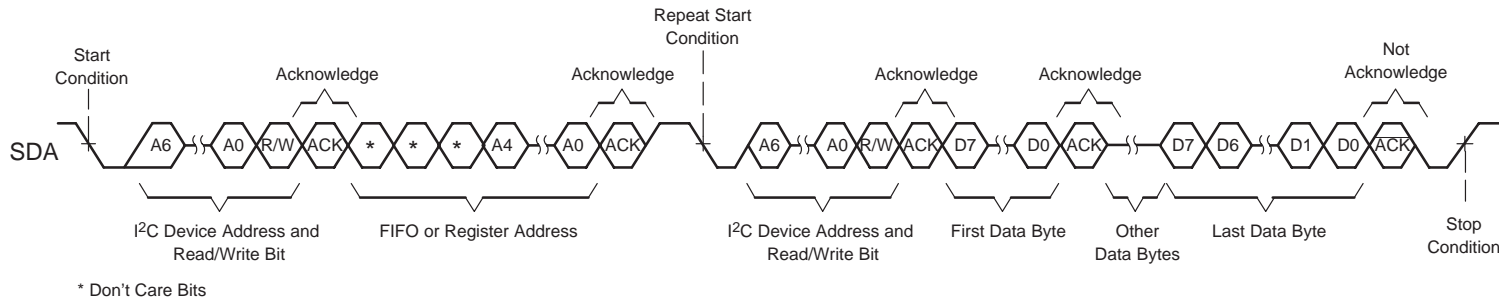 Repeat Start
Condition
Start
Condition
Acknowledge
Acknowledge
Acknowledge
Acknowledge
Not
Acknowledge
SDA
A6 A0 R/W ACK * * * A4 A0 ACK A6 A0 R/W ACK D7 D0 ACK D7 D6 D1 D0 ACK
I2C Device Address and
Read/Write Bit
FIFO or Register Address
I2C Device Address and
Read/Write Bit
First Data Byte
Other
Data Bytes
Last Data Byte
Stop
Condition
* Don't Care Bits